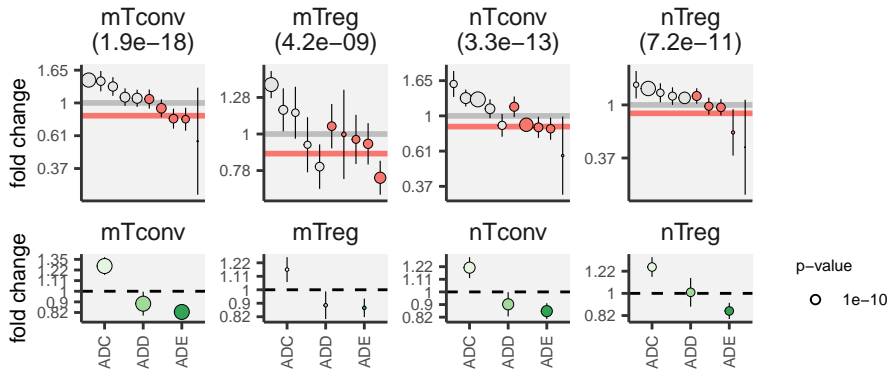 mTconv
(1.9e−18)
mTreg
(4.2e−09)
nTconv
(3.3e−13)
nTreg
(7.2e−11)
fold change
1.65
1
0.61
0.37
1.28
1
0.78
1.65
1
0.61
0.37
1
0.37
mTconv
mTreg
nTconv
nTreg
fold change
1.35
1.22
1.11
1
0.9
0.82
1.22
1.11
1
0.9
0.82
1.22
1.11
1
0.9
0.82
1.22
1
0.82
ADC
ADD
ADE
ADC
ADD
ADE
ADC
ADD
ADE
ADC
ADD
ADE
p−value
1e−10